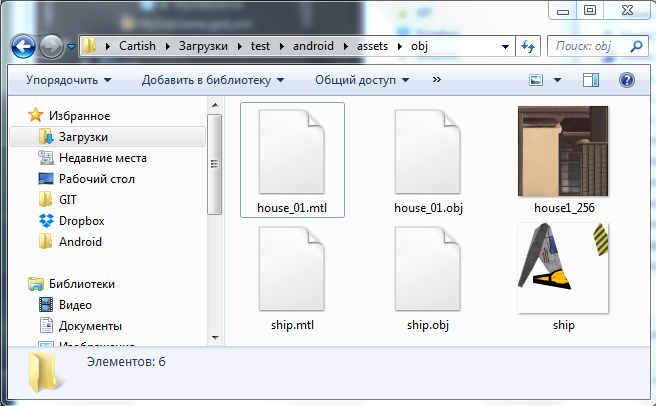 Cartish Загрузки test android assets obj
Поиск: obj
Упорядочить Добавить в библиотеку Общий доступ »
Избранное
Загрузки
Недавние места
Рабочий стол
GIT
Dropbox
Android
Библиотеки
Видео
Документы
Изображения
house_01.mtl house_01.obj house1_256
ship.mtl ship.obj ship
Элементов: 6